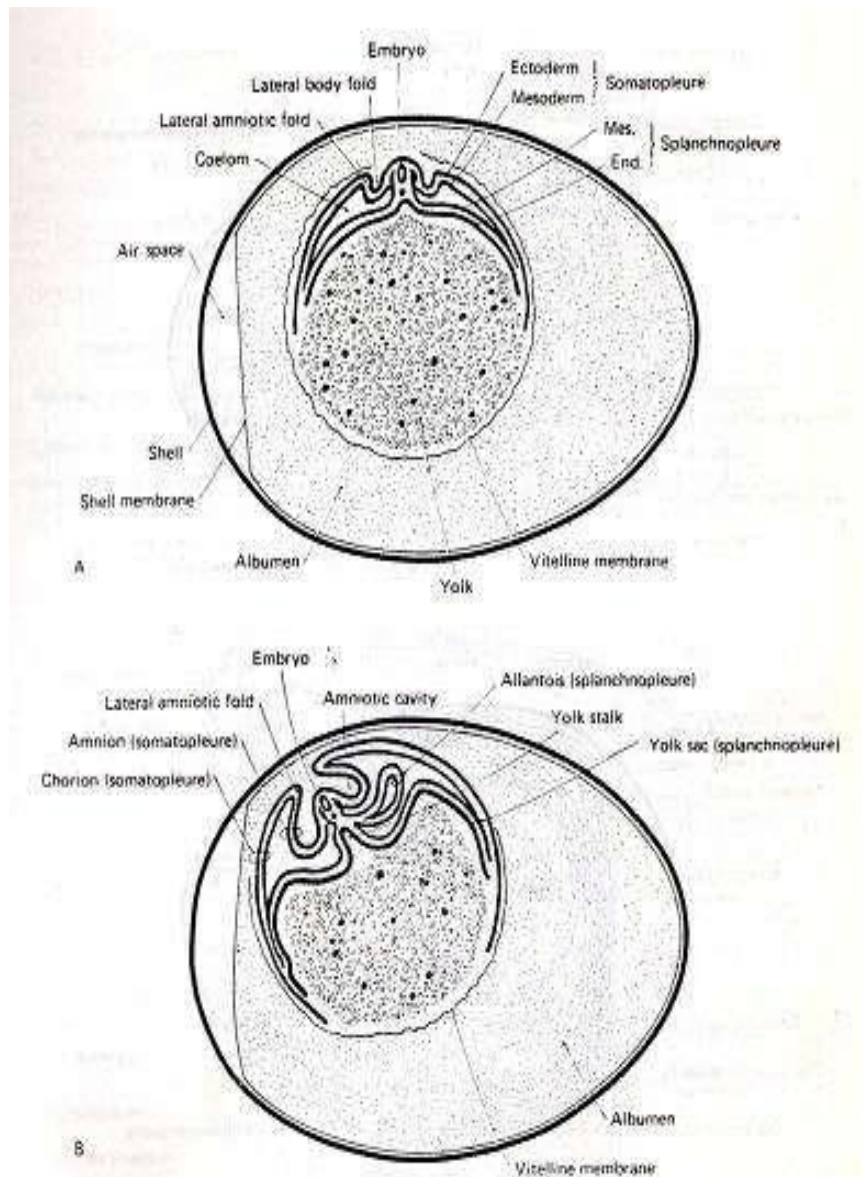 Embryo
Ectoderm
Somatopleure
Lateral body fold
Mesoderm
Lateral amniotic fold
Mes.
Splanchnopleure
Coelom
End.
Air space
Shell
Shell membrane
Albumen
Vitelline membrane
A
Yolk
Embryo
Allantois (splanchnopleure)
Lateral amniotic fold
Amniotic cavity
Yolk stalk
Amnion (somatopleure)
Yolk sac (splanchnopleure)
Chorion (somatopleure)
Albumen
B
Vitelline membrane